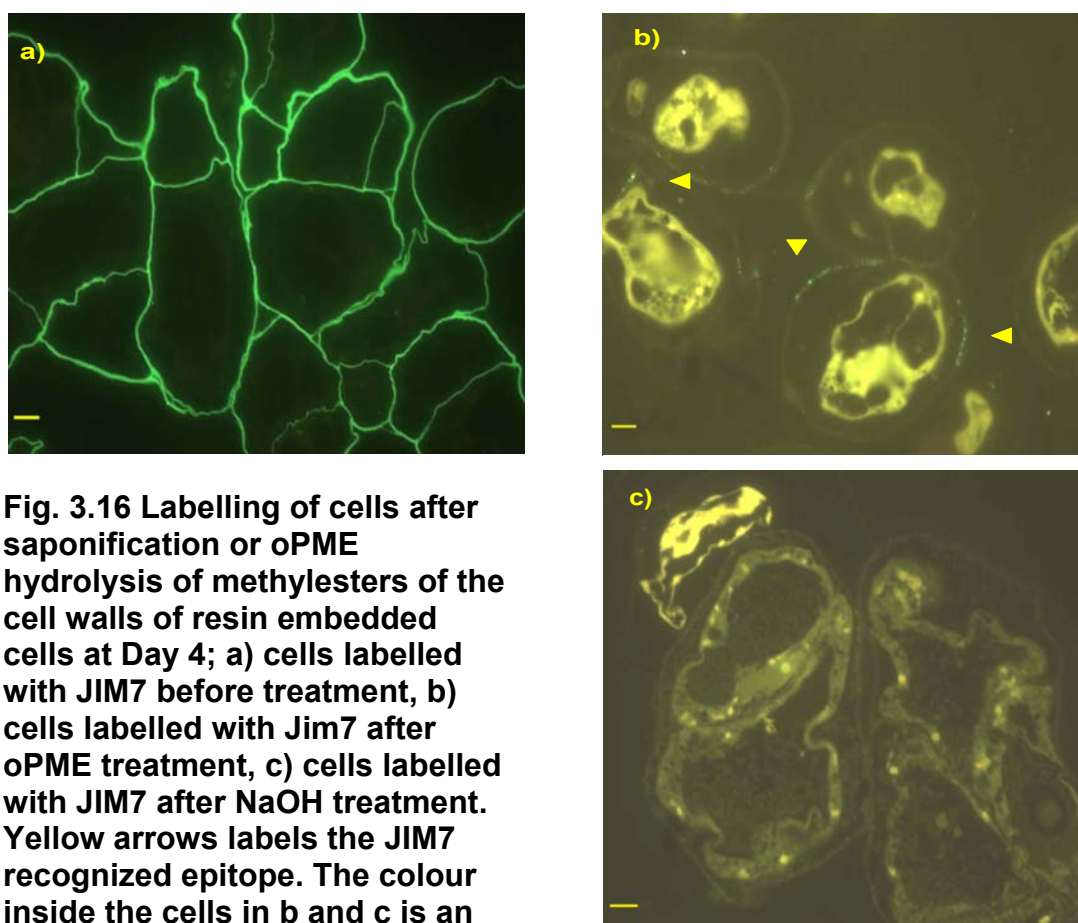 a)
b)
c)
Fig. 3.16 Labelling of cells after
saponification or oPME
hydrolysis of methylesters of the
cell walls of resin embedded
cells at Day 4; a) cells labelled
with JIM7 before treatment, b)
cells labelled with Jim7 after
oPME treatment, c) cells labelled
with JIM7 after NaOH treatment.
Yellow arrows labels the JIM7
recognized epitope. The colour
inside the cells in b and c is an